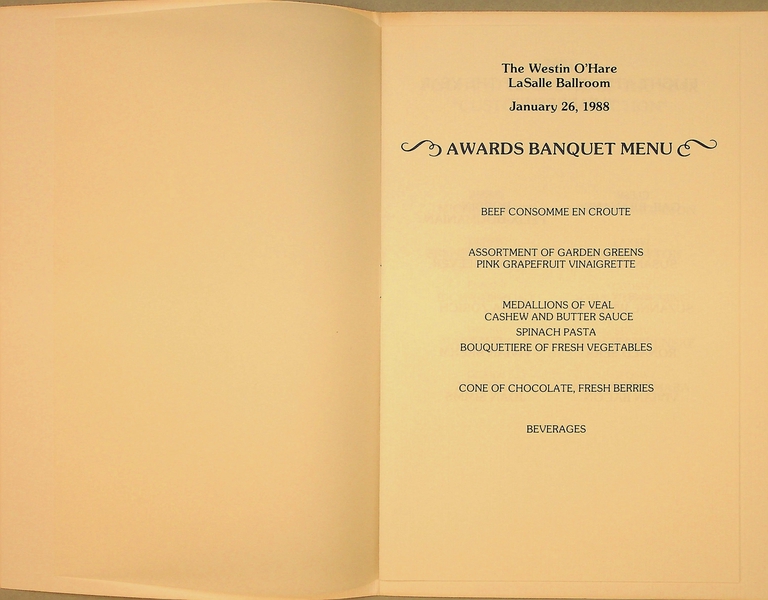 The Westin O'Hare
LaSalle Ballroom
January 26, 1988
AWARDS BANQUET MENU
BEEF CONSOMME EN CROUTE
ASSORTMENT OF GARDEN GREENS
PINK GRAPEFRUIT VINAIGRETTE
MEDALLIONS OF VEAL
CASHEW AND BUTTER SAUCE
SPINACH PASTA
BOUQUETIERE OF FRESH VEGETABLES
CONE OF CHOCOLATE, FRESH BERRIES
BEVERAGES